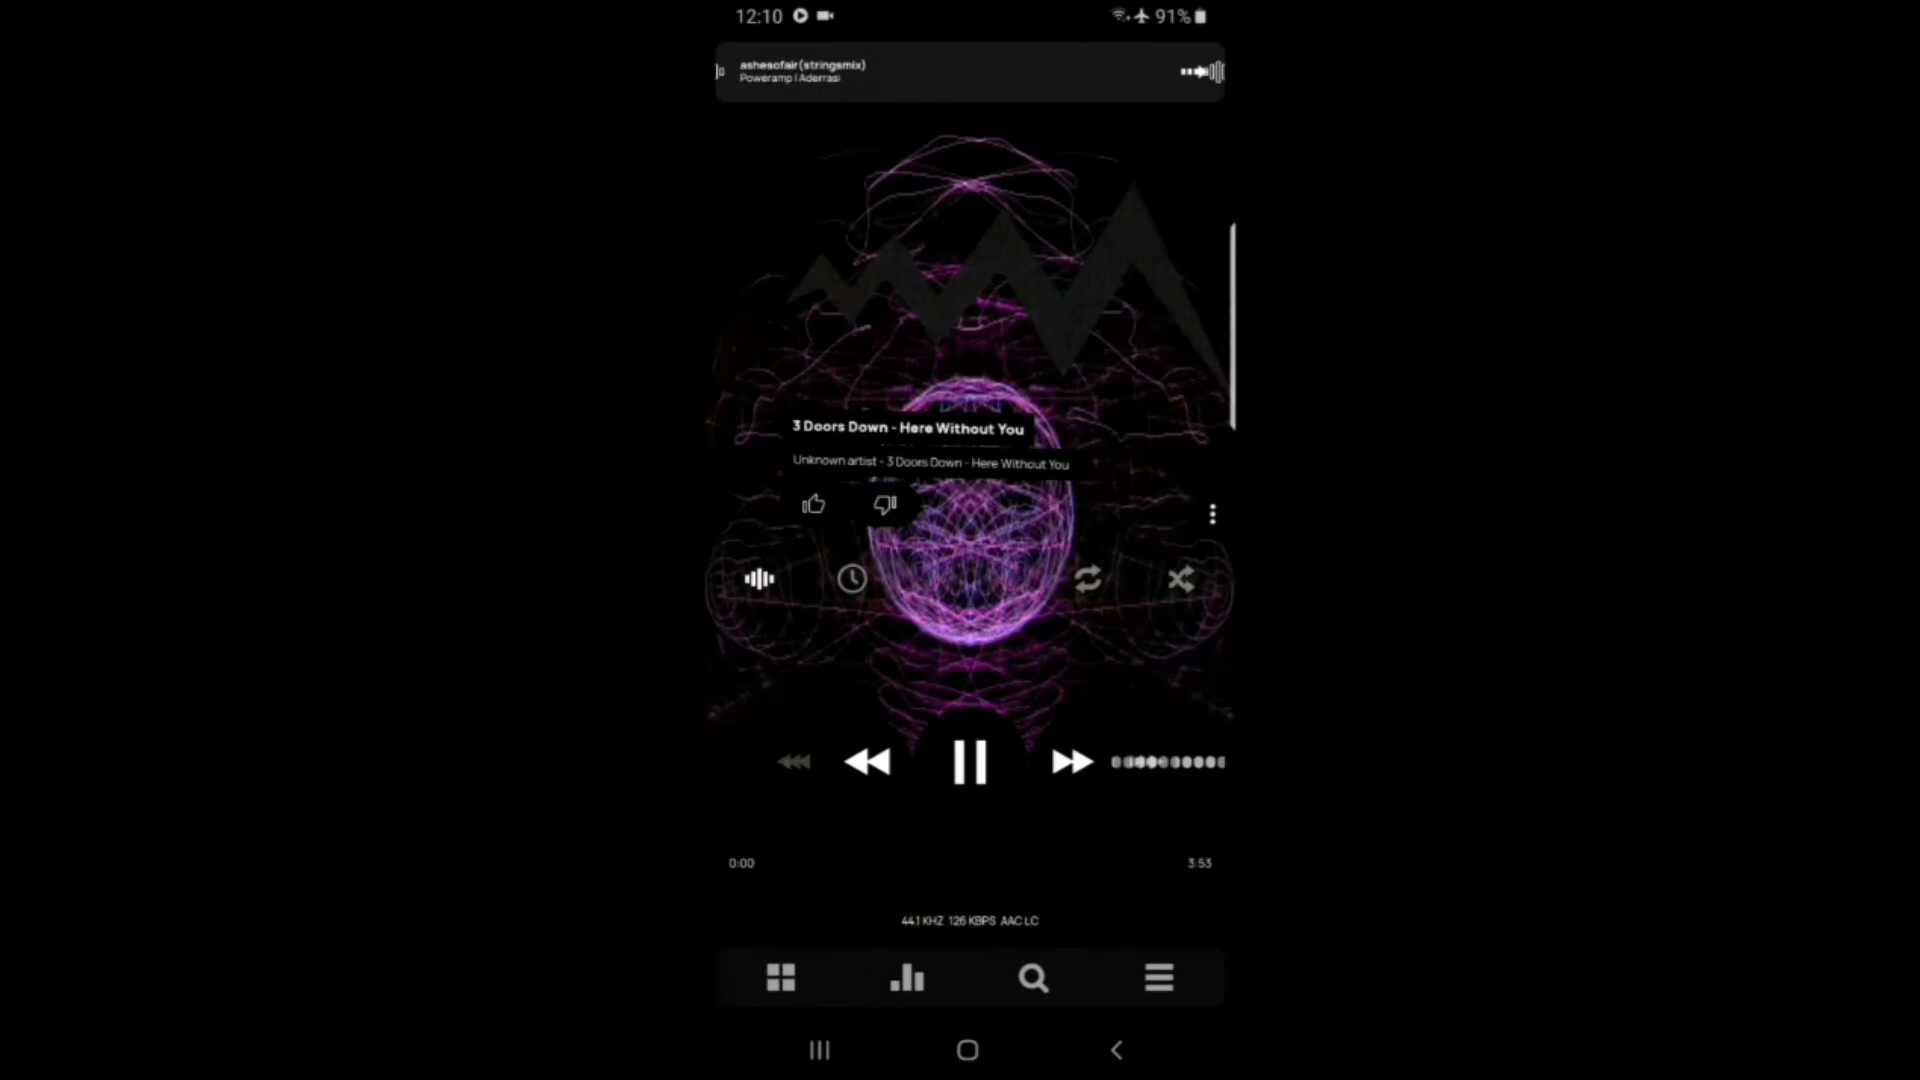 12:10 91%
ashesofair(stringsmix)
Poweramp | Aderrasi
3 Doors Down - Here Without You
Unknown artist - 3 Doors Down - Here Without You
0:00 3:53
44.1 KHZ 126 KBPS AAC LC